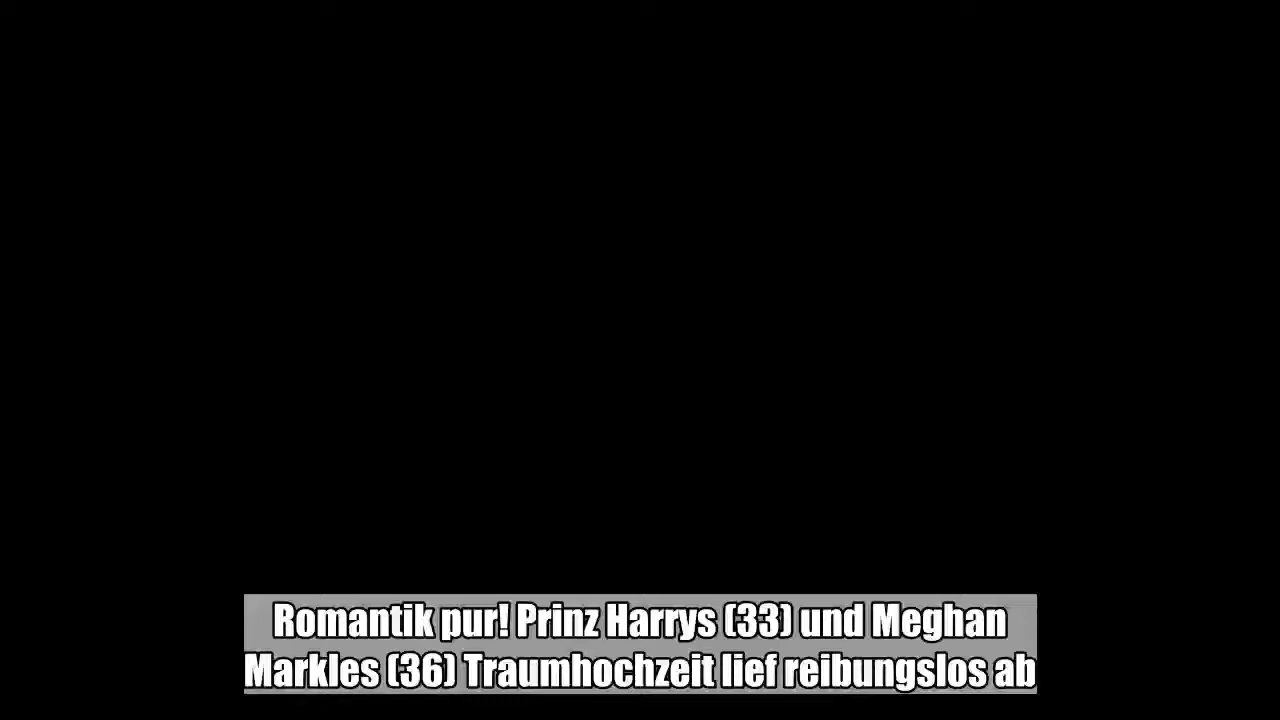 Romantik pur! Prinz Harrys (33) und Meghan
Markles (36) Traumhochzeit lief reibungslos ab